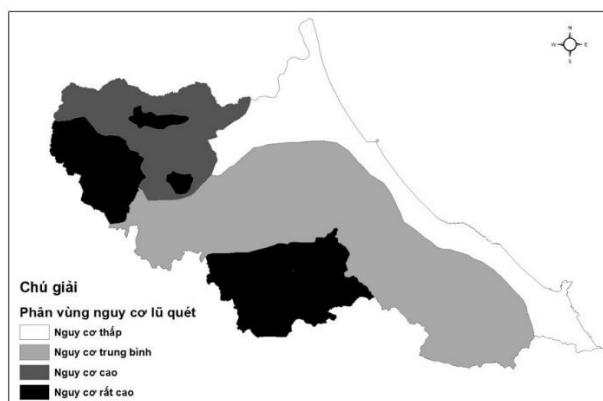 N
W E
S
Chú giải
Phân vùng nguy cơ lũ quét
Nguy cơ thấp
Nguy cơ trung bình
Nguy cơ cao
Nguy cơ rất cao